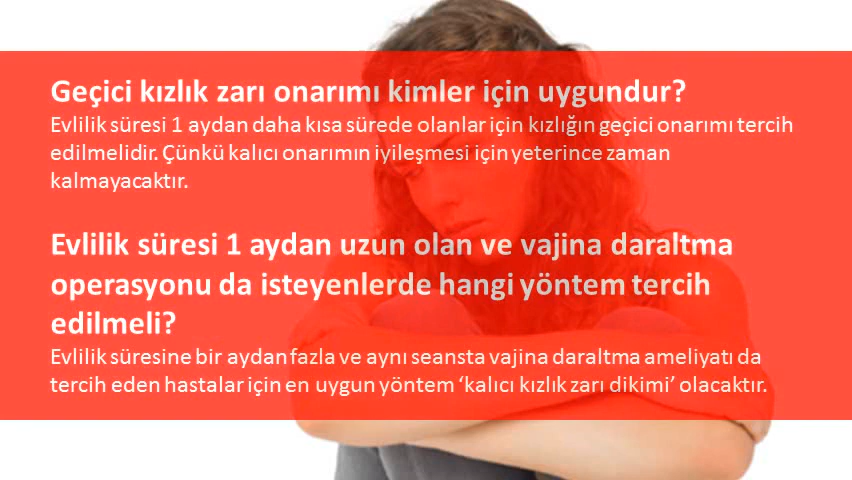 Geçici kızlık zarı onarımı kimler için uygundur?
Evlilik süresi 1 aydan daha kısa sürede olanlar için kızlığın geçici onarımı tercih
edilmelidir. Çünkü kalıcı onarımın iyileşmesi için yeterince zaman
kalmayacaktır.
Evlilik süresi 1 aydan uzun olan ve vajina daraltma
operasyonu da isteyenlerde hangi yöntem tercih
edilmeli?
Evlilik süresine bir aydan fazla ve aynı seansta vajina daraltma ameliyatı da
tercih eden hastalar için en uygun yöntem ‘kalıcı kızlık zarı dikimi’ olacaktır.